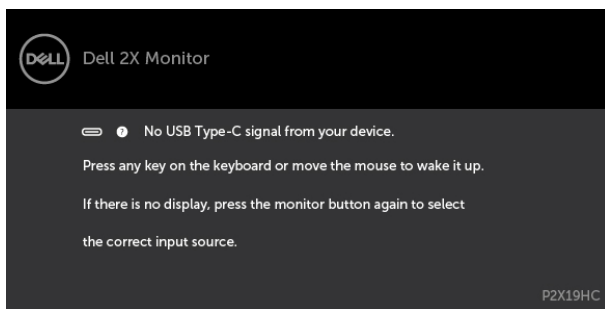 DELL
Dell 2X Monitor
? No USB Type-C signal from your device.
Press any key on the keyboard or move the mouse to wake it up.
If there is no display, press the monitor button again to select
the correct input source.
P2X19HC